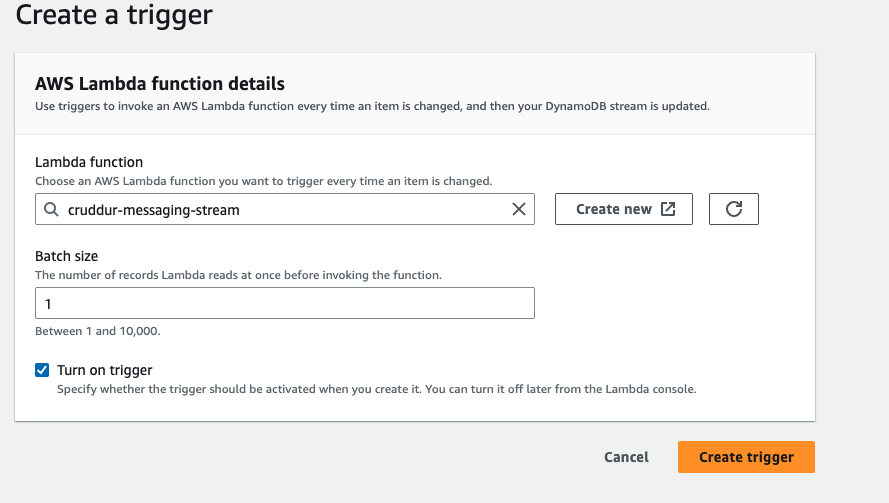 Create a trigger
AWS Lambda function details
Use triggers to invoke an AWS Lambda function every time an item is changed, and then your DynamoDB stream is updated.
Lambda function
Choose an AWS Lambda function you want to trigger every time an item is changed.
cruddur-messaging-stream
Create new
Batch size
The number of records Lambda reads at once before invoking the function.
1
Between 1 and 10,000.
Turn on trigger
Specify whether the trigger should be activated when you create it. You can turn it off later from the Lambda console.
Cancel
Create trigger